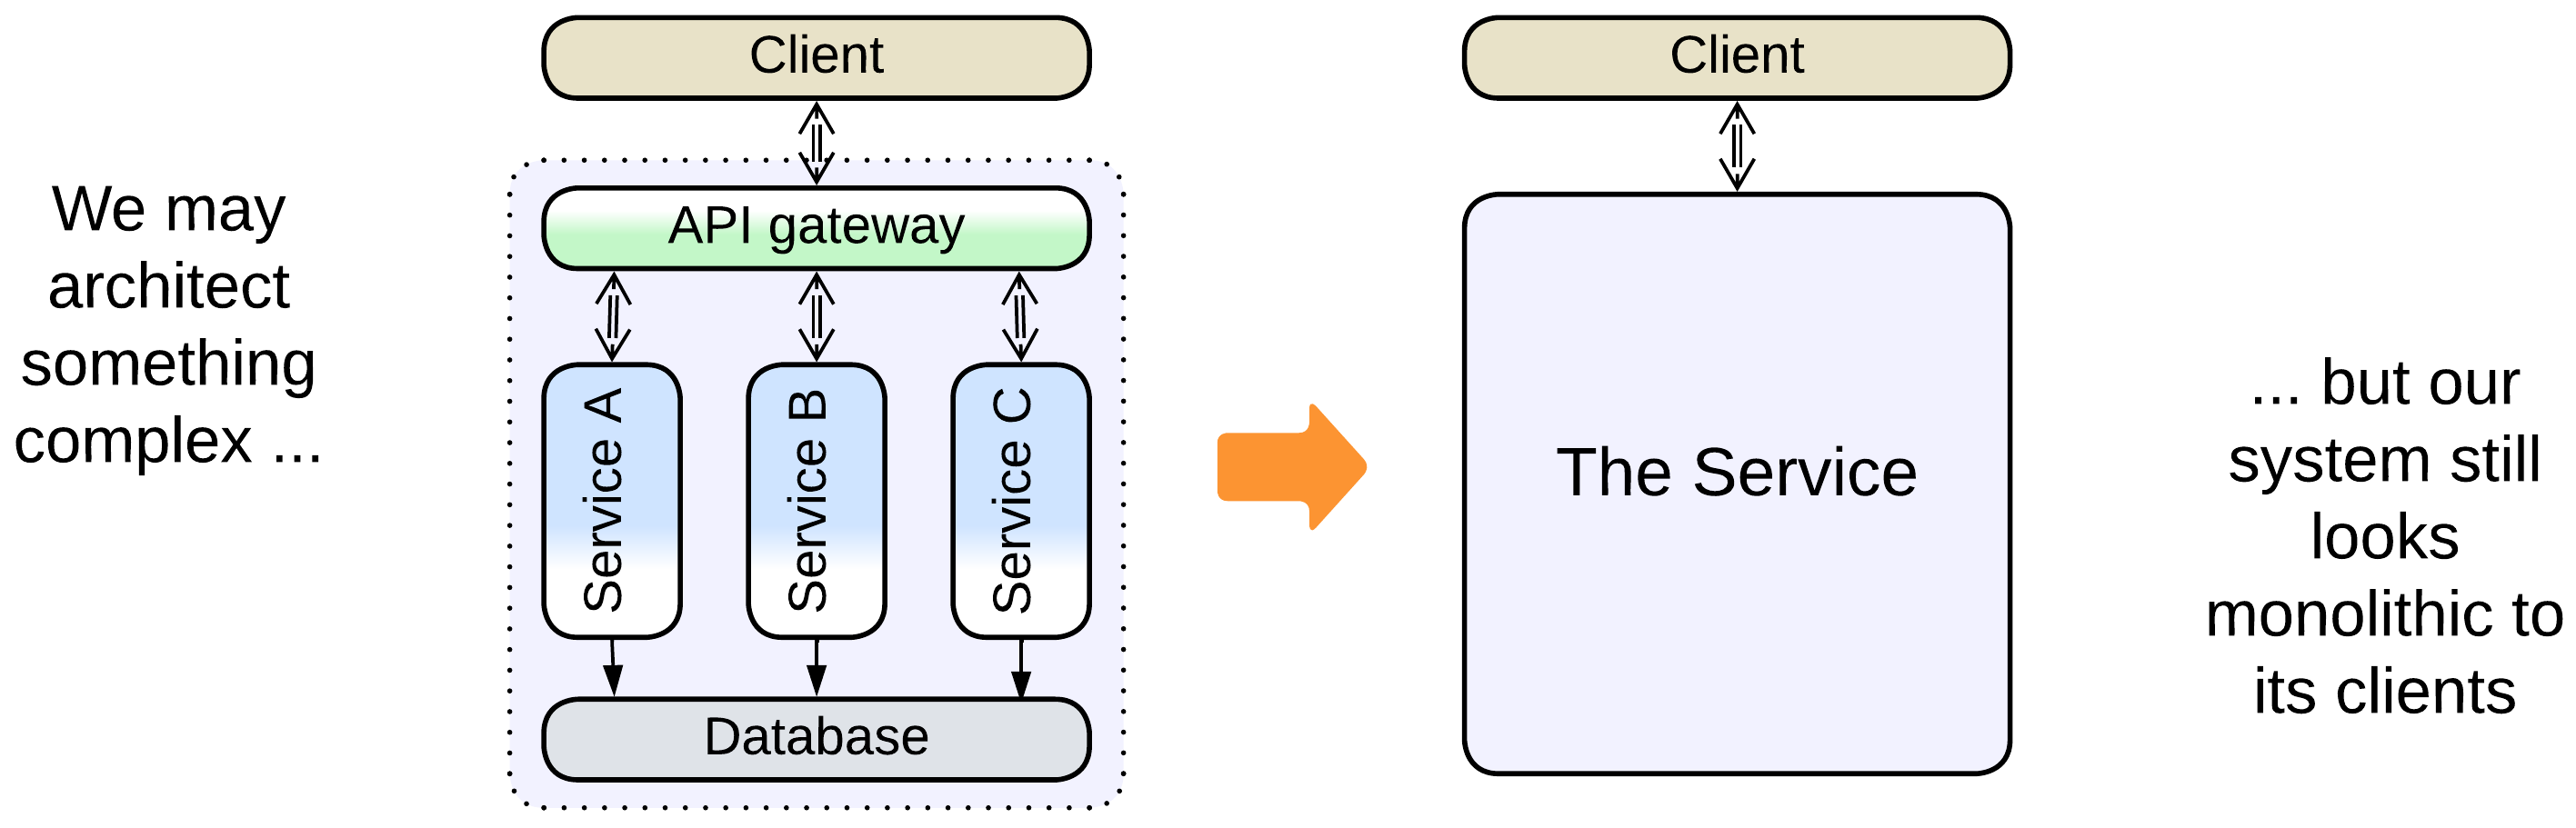 We may
architect
something
complex ...
Client
API gateway
Service A
Service B
Service C
Database
Client
The Service
... but our
system still
looks
monolithic to
its clients